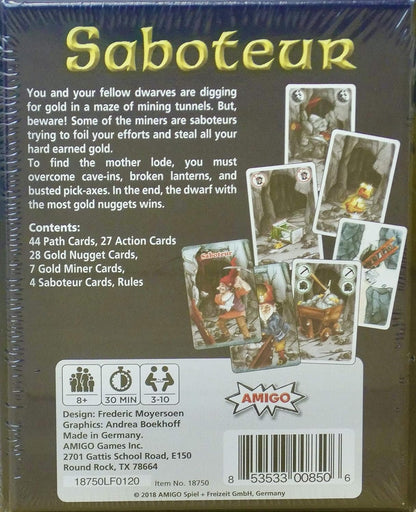 Saboteur
You and your fellow dwarves are digging
for gold in a maze of mining tunnels. But,
beware! Some of the miners are saboteurs
trying to foil your efforts and steal all your
hard earned gold.
To find the mother lode, you must
overcome cave-ins, broken lanterns, and
busted pick-axes. In the end, the dwarf with
the most gold nuggets wins.
Contents:
44 Path Cards, 27 Action Cards
28 Gold Nugget Cards,
7 Gold Miner Cards,
4 Saboteur Cards, Rules
Saboteur
8+
30 MIN
3-10
AMIGO
Design: Frederic Moyersoen
Graphics: Andrea Boekhoff
Made in Germany.
AMIGO Games Inc.
2701 Gattis School Road, E150
Round Rock, TX 78664
18750LF0120
Item No. 18750
8 53533 00850 6
© 2018 AMIGO Spiel + Freizeit GmbH, Germany